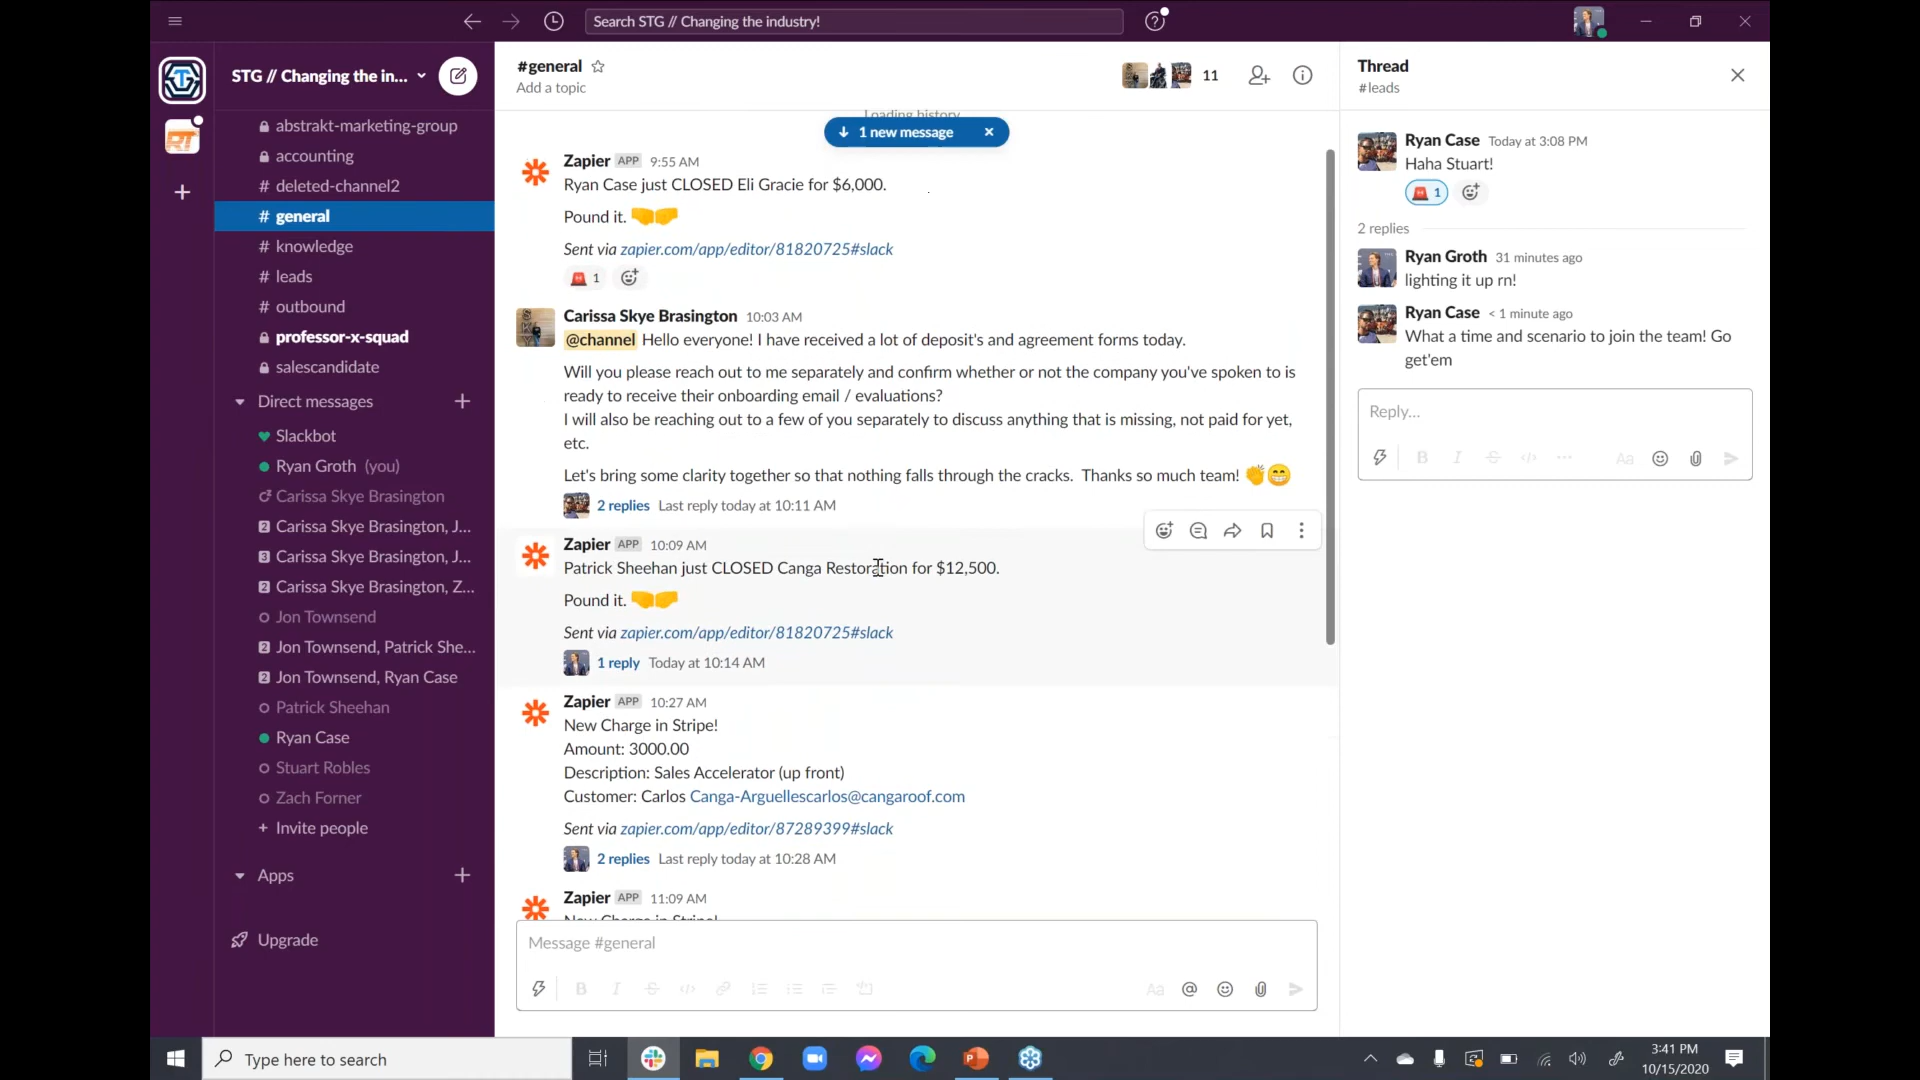 Search STG // Changing the industry!
STG // Changing the in...
abstrakt-marketing-group
accounting
# deleted-channel2
# general
# knowledge
# leads
# outbound
professor-x-squad
salescandidate
Direct messages
Slackbot
Ryan Groth (you)
Carissa Skye Brasington
2 Carissa Skye Brasington, J...
3 Carissa Skye Brasington, J...
2 Carissa Skye Brasington, Z...
Jon Townsend
2 Jon Townsend, Patrick She...
2 Jon Townsend, Ryan Case
Patrick Sheehan
Ryan Case
Stuart Robles
Zach Forner
+ Invite people
Apps
Upgrade
#general
Add a topic
11
Loading history
1 new message
Zapier APP 9:55 AM
Ryan Case just CLOSED Eli Gracie for $6,000.
Pound it.
Sent via zapier.com/app/editor/81820725#slack
1
Carissa Skye Brasington 10:03 AM
@channel Hello everyone! I have received a lot of deposit's and agreement forms today.
Will you please reach out to me separately and confirm whether or not the company you've spoken to is
ready to receive their onboarding email / evaluations?
I will also be reaching out to a few of you separately to discuss anything that is missing, not paid for yet,
etc.
Let's bring some clarity together so that nothing falls through the cracks. Thanks so much team!
2 replies Last reply today at 10:11 AM
Zapier APP 10:09 AM
Patrick Sheehan just CLOSED Canga Restoration for $12,500.
Pound it.
Sent via zapier.com/app/editor/81820725#slack
1 reply Today at 10:14 AM
Zapier APP 10:27 AM
New Charge in Stripe!
Amount: 3000.00
Description: Sales Accelerator (up front)
Customer: Carlos Canga-Arguellescarlos@cangaroof.com
Sent via zapier.com/app/editor/87289399#slack
2 replies Last reply today at 10:28 AM
Zapier APP 11:09 AM
New Charge in Stripe!
Message #general
B I S </> Aa @
Thread
#leads
Ryan Case Today at 3:08 PM
Haha Stuart!
1
2 replies
Ryan Groth 31 minutes ago
lighting it up rn!
Ryan Case < 1 minute ago
What a time and scenario to join the team! Go
get'em
Reply...
B I S </> ... Aa
RT
Type here to search
3:41 PM
10/15/2020